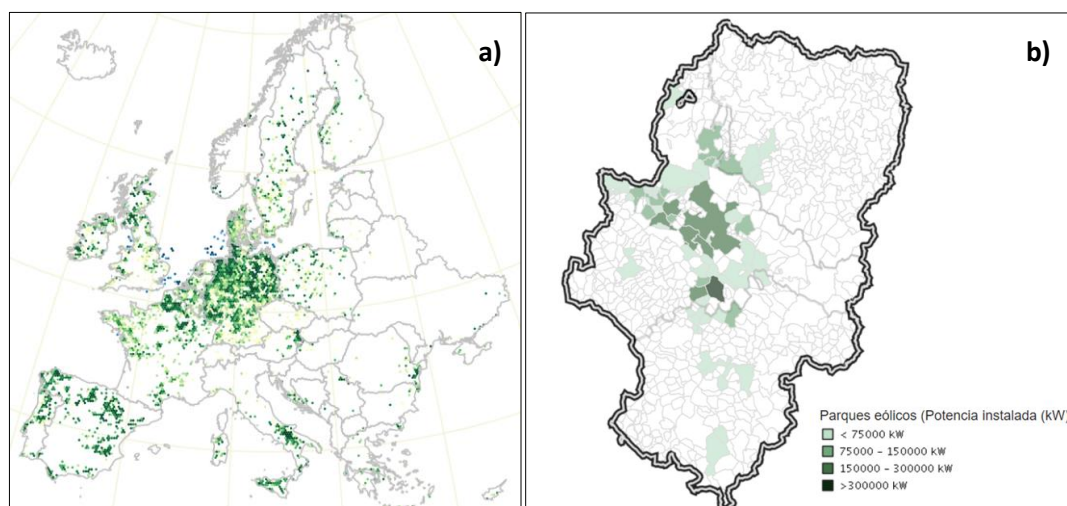 a)
b)
Parques eólicos (Potencia instalada (kW)
< 75000 kW
75000 – 150000 kW
150000 – 300000 kW
>300000 kW